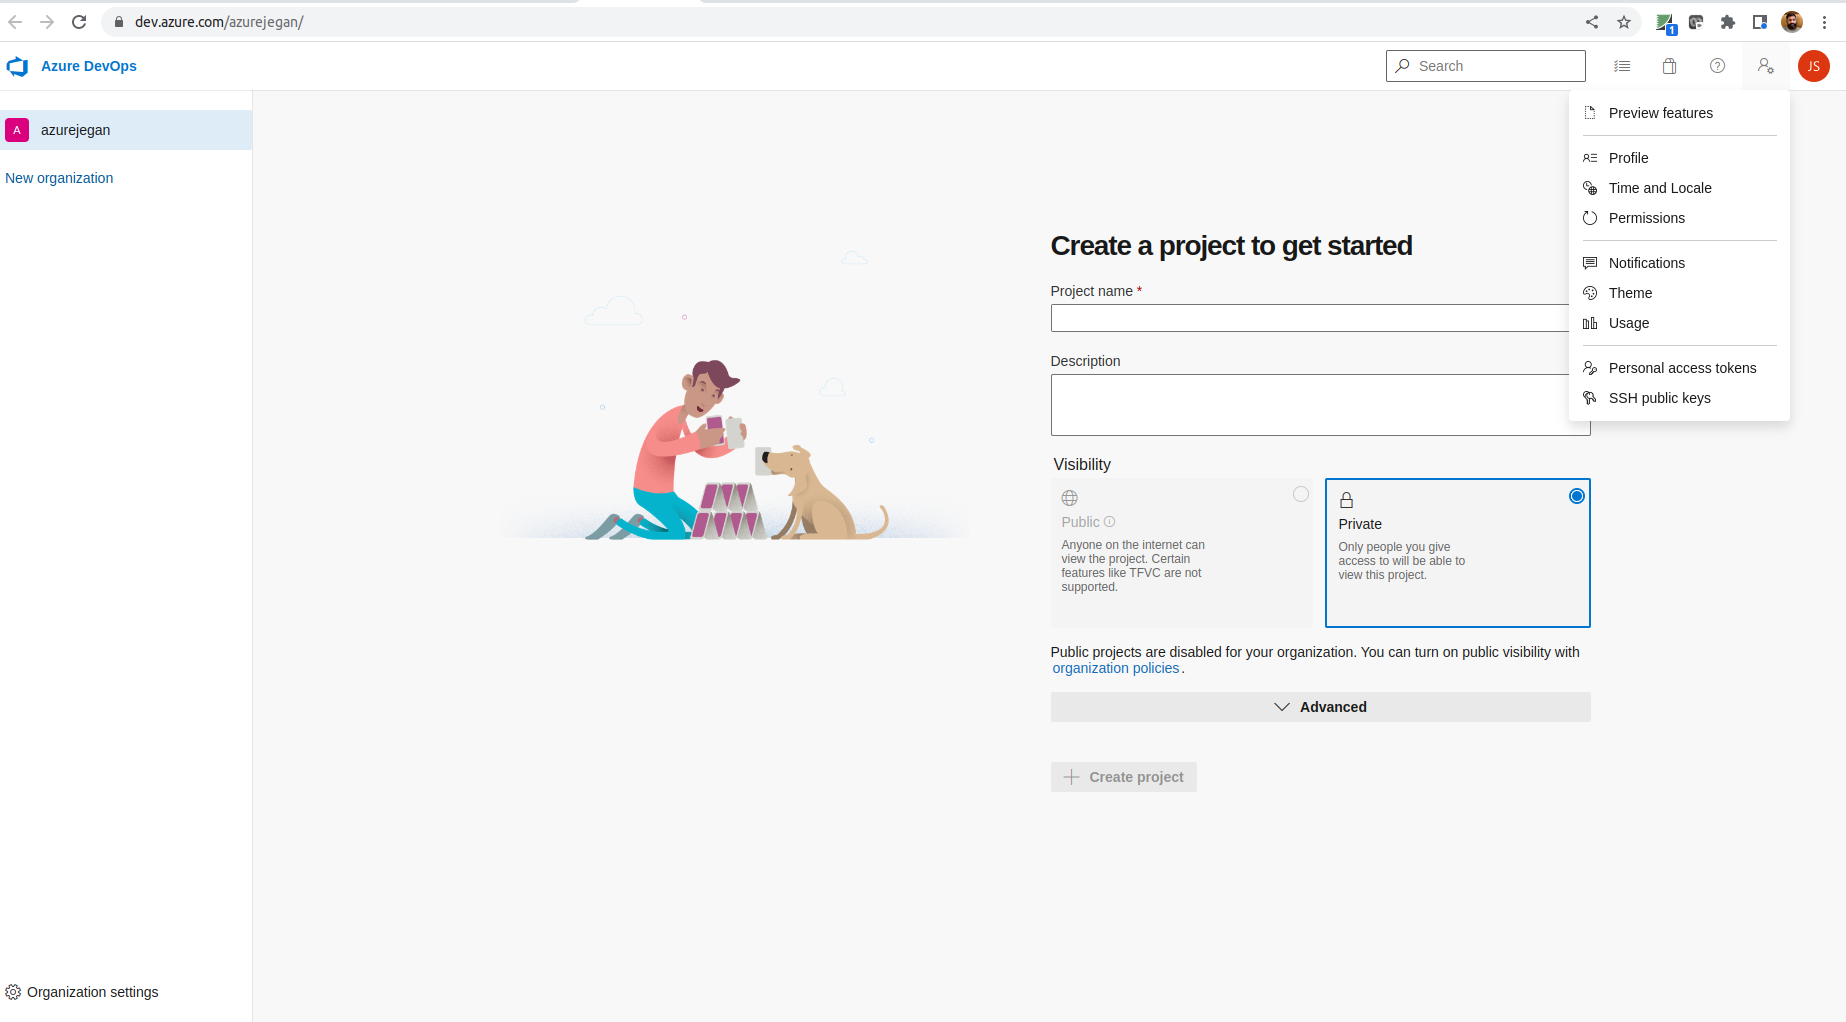 dev.azure.com/azurejegan/
1
Azure DevOps
Search
JS
A
azurejegan
New organization
Preview features
Profile
Time and Locale
Permissions
Notifications
Theme
Usage
Personal access tokens
SSH public keys
Create a project to get started
Project name *
Description
Visibility
Public
Anyone on the internet can
view the project. Certain
features like TFVC are not
supported.
Private
Only people you give
access to will be able to
view this project.
Public projects are disabled for your organization. You can turn on public visibility with
organization policies.
Advanced
Create project
Organization settings